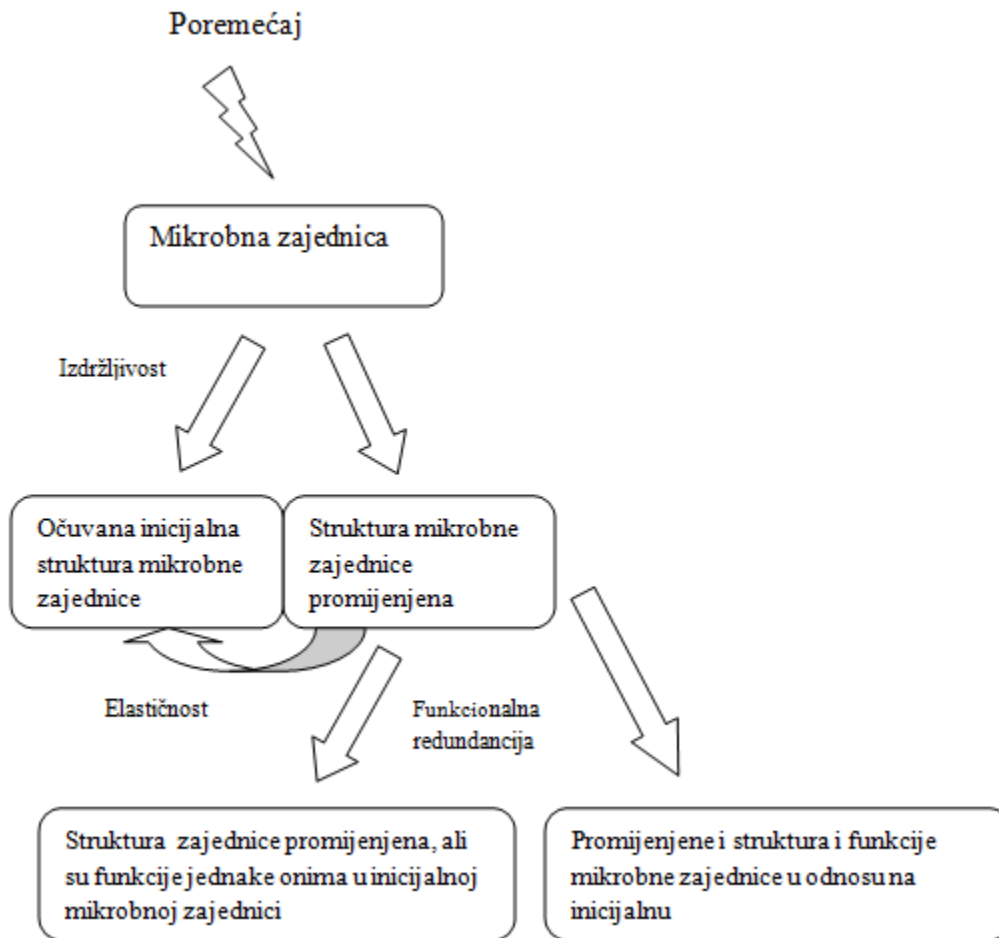 Poremećaj
Mikrobna zajednica
Izdržljivost
Očuvana inicijalna
struktura mikrobne
zajednice
Struktura mikrobne
zajednice
promijenjena
Elastičnost
Funkcionalna
redundancija
Struktura zajednice promijenjena, ali
su funkcije jednake onima u inicijalnoj
mikrobnoj zajednici
Promijenjene i struktura i funkcije
mikrobne zajednice u odnosu na
inicijalnu